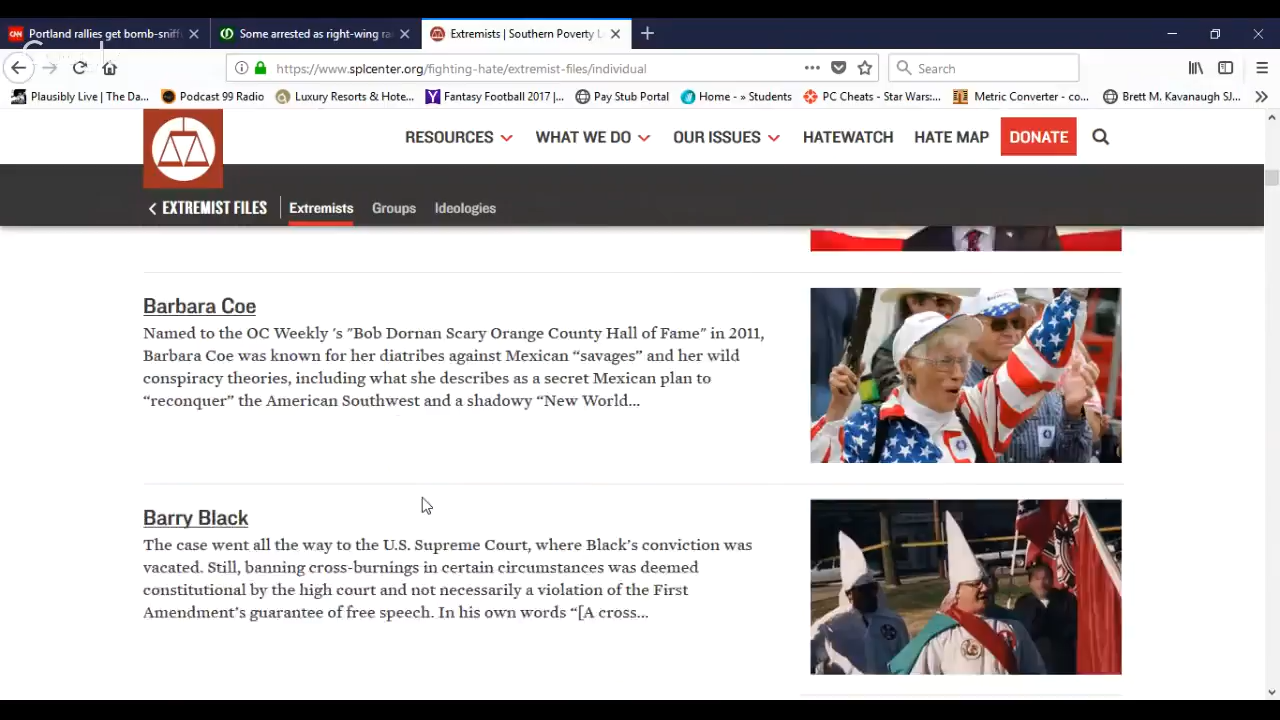 Portland rallies get bomb-sniff
Some arrested as right-wing ra
Extremists | Southern Poverty L
https://www.splcenter.org/fighting-hate/extremist-files/individual
Search
Plausibly Live | The Da...
Podcast 99 Radio
Luxury Resorts & Hote...
Fantasy Football 2017 |...
Pay Stub Portal
Home - » Students
PC Cheats - Star Wars:...
Metric Converter - co...
Brett M. Kavanaugh SJ...
RESOURCES
WHAT WE DO
OUR ISSUES
HATEWATCH
HATE MAP
DONATE
EXTREMIST FILES
Extremists
Groups
Ideologies
Barbara Coe
Named to the OC Weekly 's "Bob Dornan Scary Orange County Hall of Fame" in 2011,
Barbara Coe was known for her diatribes against Mexican “savages” and her wild
conspiracy theories, including what she describes as a secret Mexican plan to
“reconquer” the American Southwest and a shadowy “New World...
Barry Black
The case went all the way to the U.S. Supreme Court, where Black’s conviction was
vacated. Still, banning cross-burnings in certain circumstances was deemed
constitutional by the high court and not necessarily a violation of the First
Amendment’s guarantee of free speech. In his own words “[A cross...